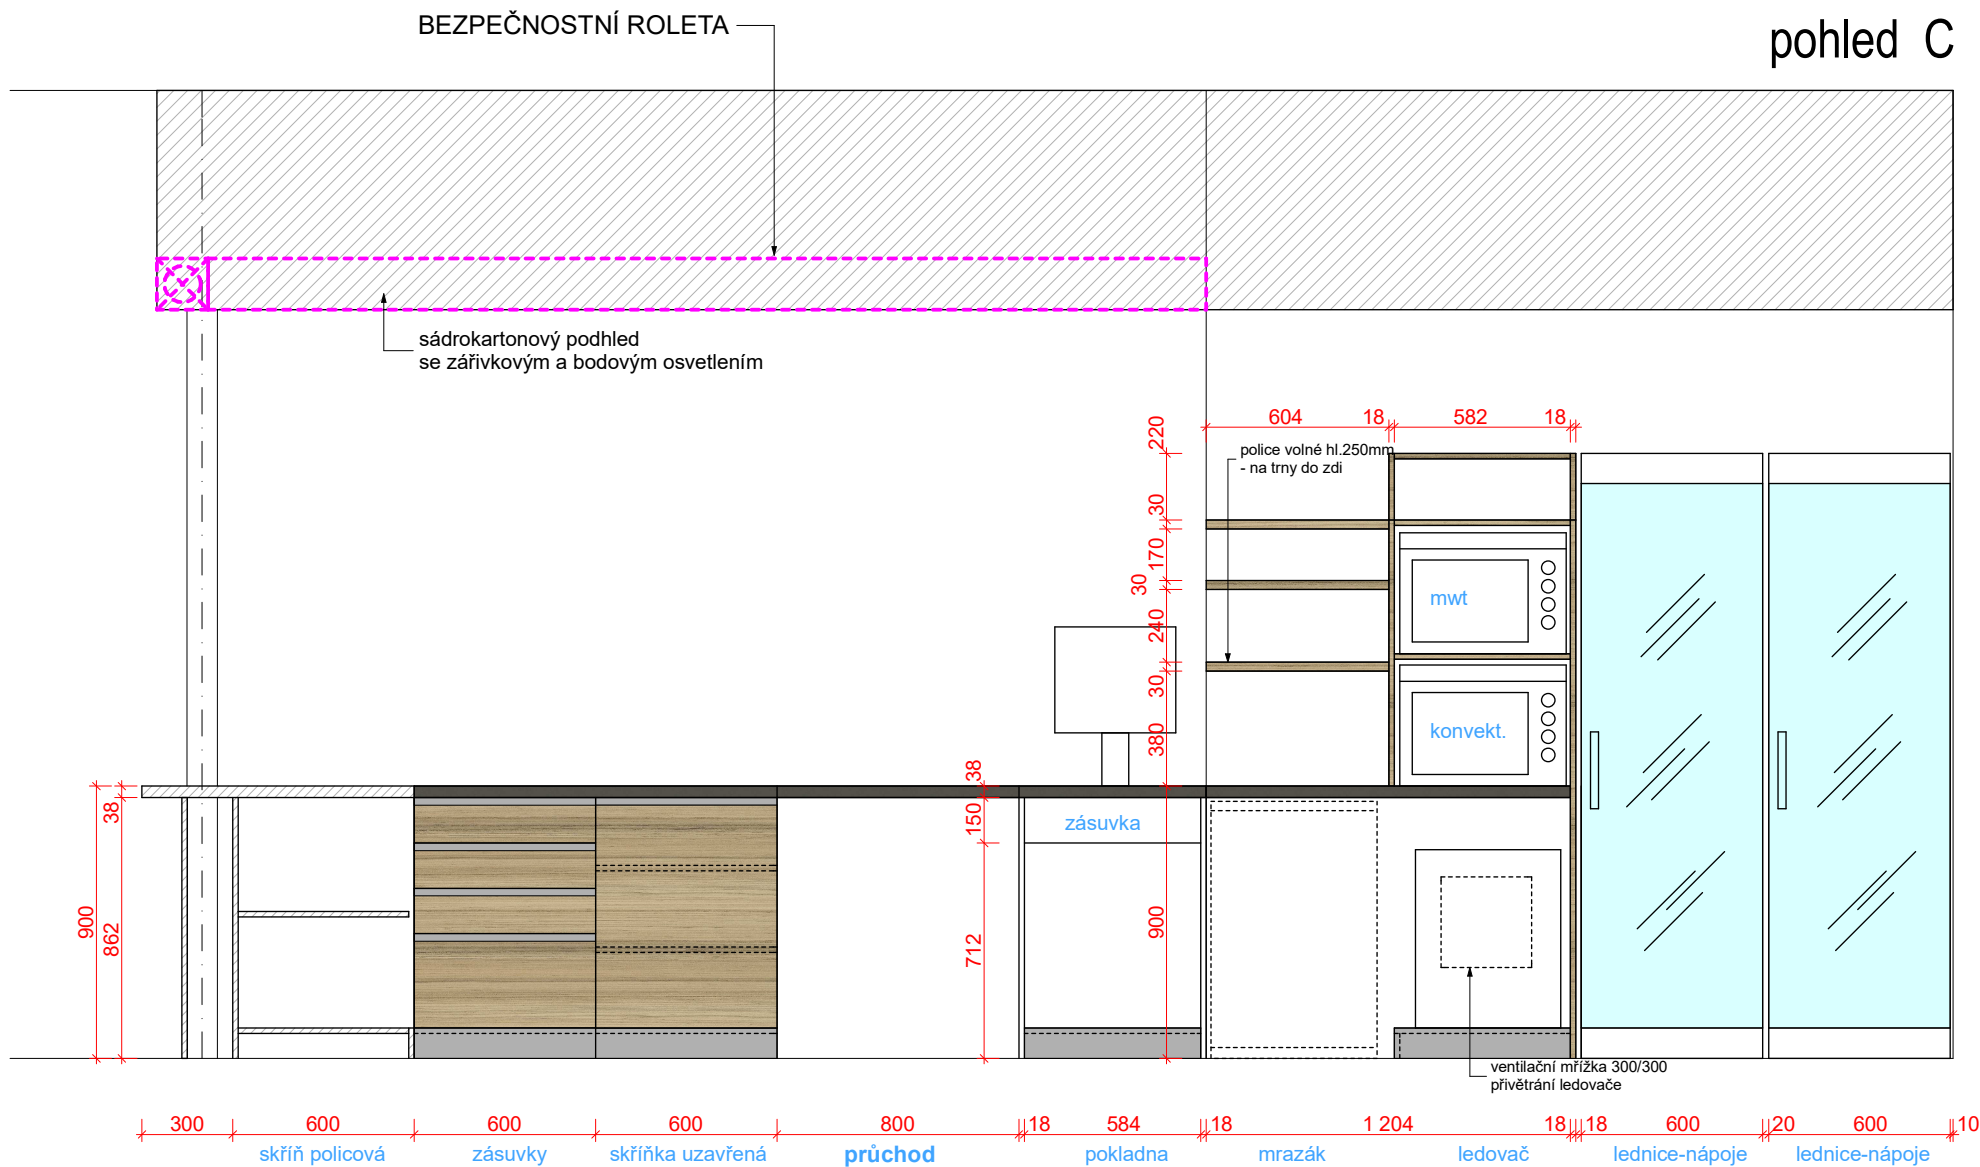 BEZPEČNOSTNÍ ROLETA
pohled C
sádrokartonový podhled
se zářivkovým a bodovým osvetlením
604 18 582 18
police volné hl.250mm
- na trny do zdi
220
30
170
30
240
30
380
900
mwt
konvekt.
38
150
712
zásuvka
38
900
862
ventilační mřížka 300/300
přivětrání ledovače
300 600 600 600 800 18 584 18 1 204 18 18 600 20 600 10
skříň policová zásuvky skříňka uzavřená průchod pokladna mrazák ledovač lednice-nápoje lednice-nápoje